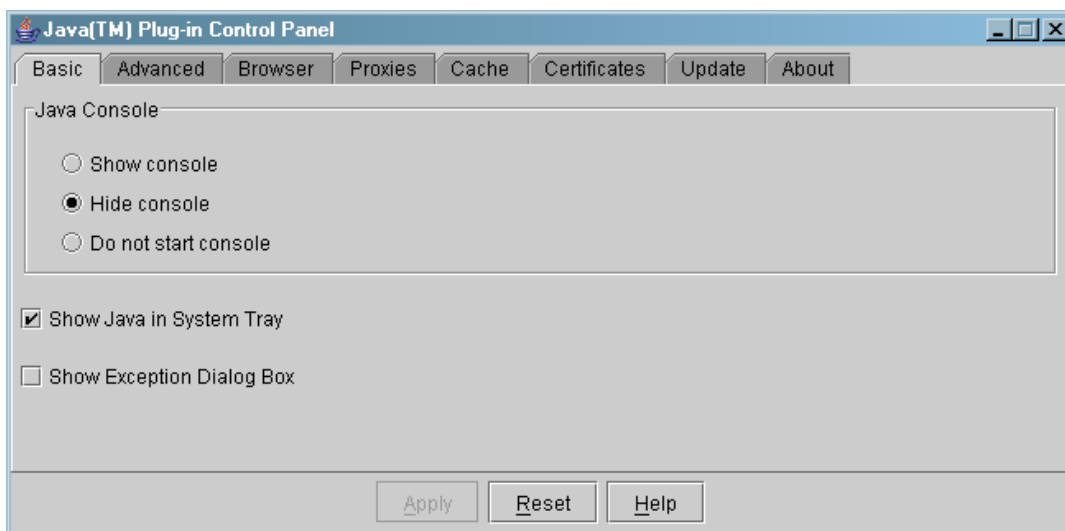 Java(TM) Plug-in Control Panel
Basic Advanced Browser Proxies Cache Certificates Update About
Java Console
Show console
Hide console
Do not start console
Show Java in System Tray
Show Exception Dialog Box
Apply Reset Help